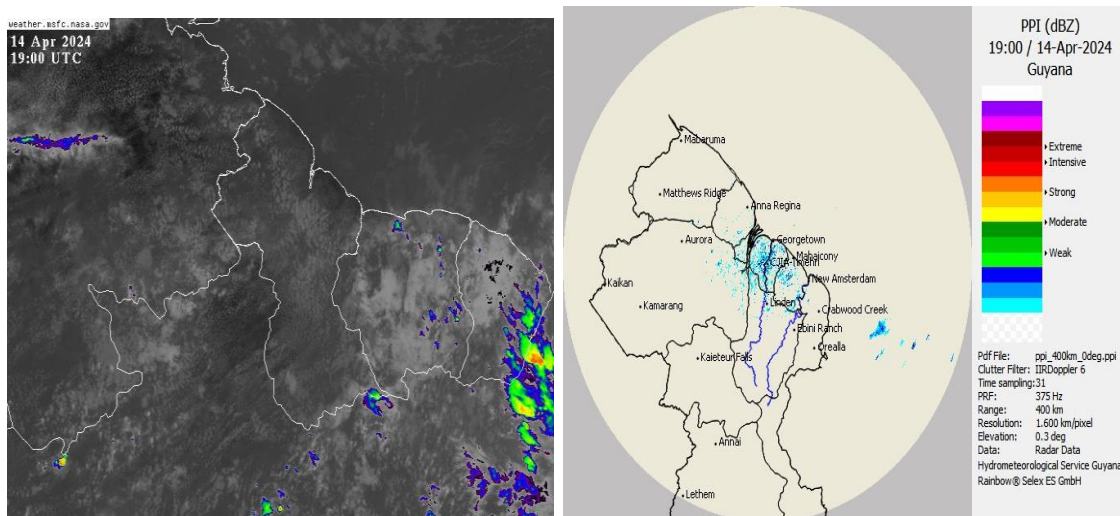 weather.msfc.nasa.gov
14 Apr 2024
19:00 UTC
Mabaruma
Matthews Ridge
Anna Regina
Aurora
Georgetown
Mahaicony
CJIA-Timehri
Kaikan
New Amsterdam
Kamarang
Linden
Crabwood Creek
Ebini Ranch
Orealla
Kaieteur Falls
Annai
Lethem
PPI (dBZ)
19:00 / 14-Apr-2024
Guyana
Extreme
Intensive
Strong
Moderate
Weak
Pdf File: ppi_400km_0deg.ppi
Clutter Filter: IIRDoppler 6
Time sampling:31
PRF: 375 Hz
Range: 400 km
Resolution: 1.600 km/pixel
Elevation: 0.3 deg
Data: Radar Data
Hydrometeorological Service Guyana
Rainbow® Selex ES GmbH